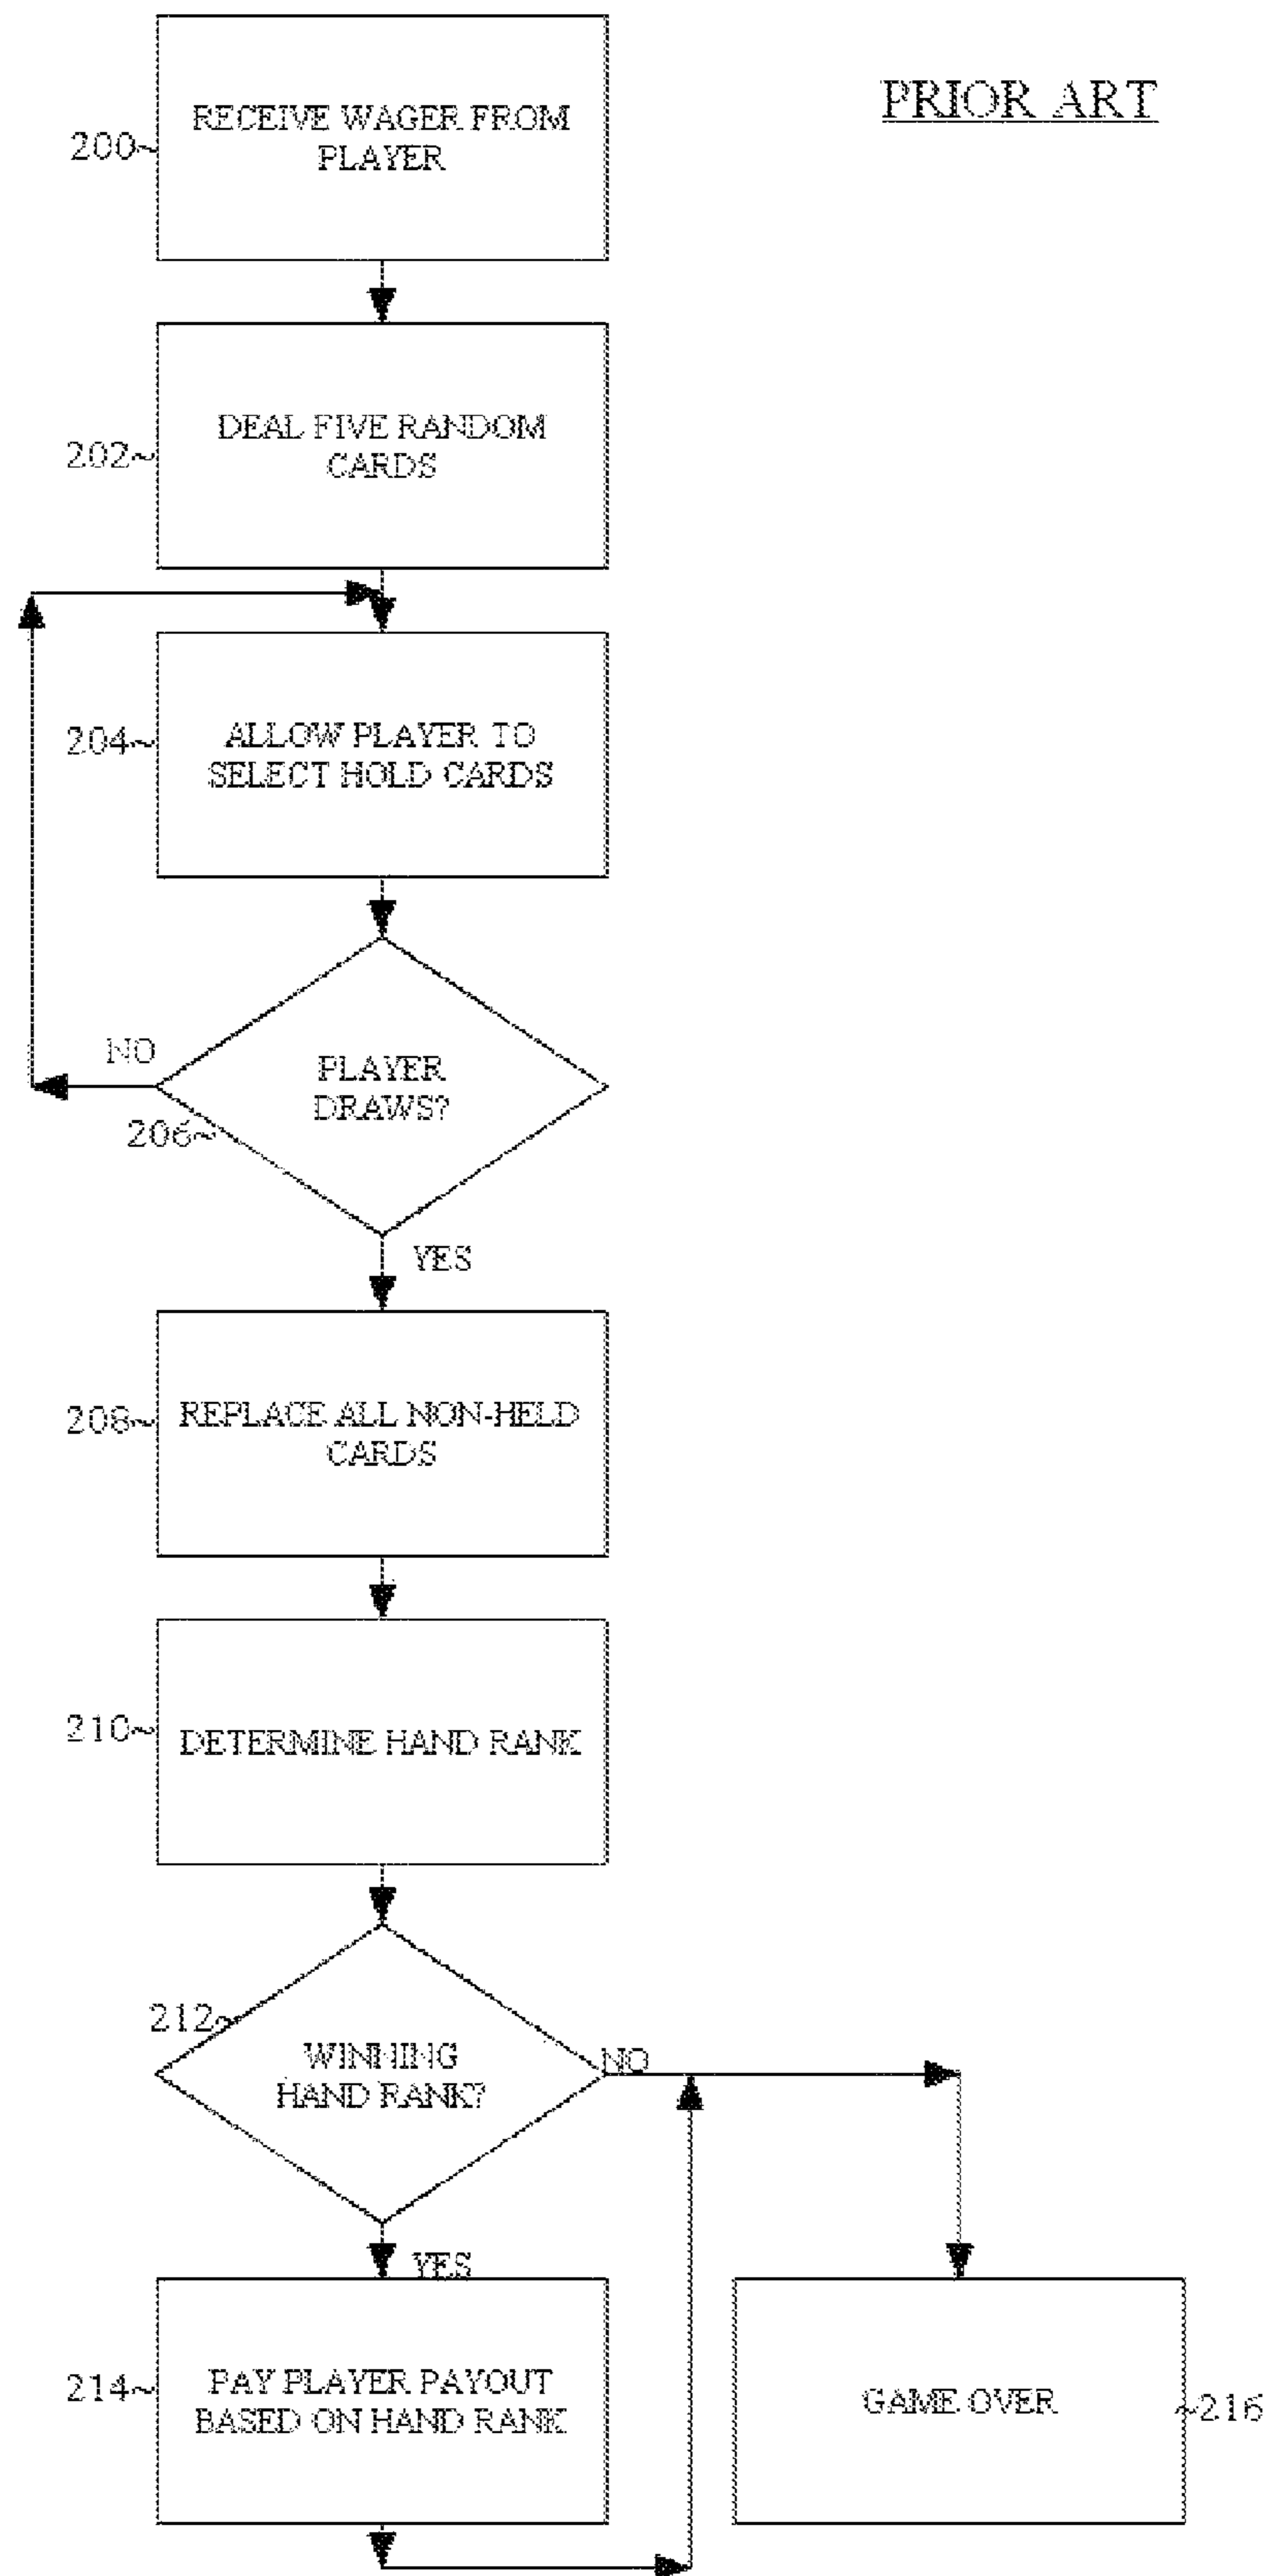 PRIOR ART
RECEIVE WAGER FROM
PLAYER
200~
DEAL FIVE RANDOM
CARDS
202~
ALLOW PLAYER TO
SELECT HOLD CARDS
204~
NO
PLAYER
DRAWS?
206~
YES
REPLACE ALL NON-HELD
CARDS
208~
DETERMINE HAND RANK
210~
212~
WINNING
HAND RANK?
NO
YES
PAY PLAYER PAYOUT
BASED ON HAND RANK
214~
GAME OVER
~216